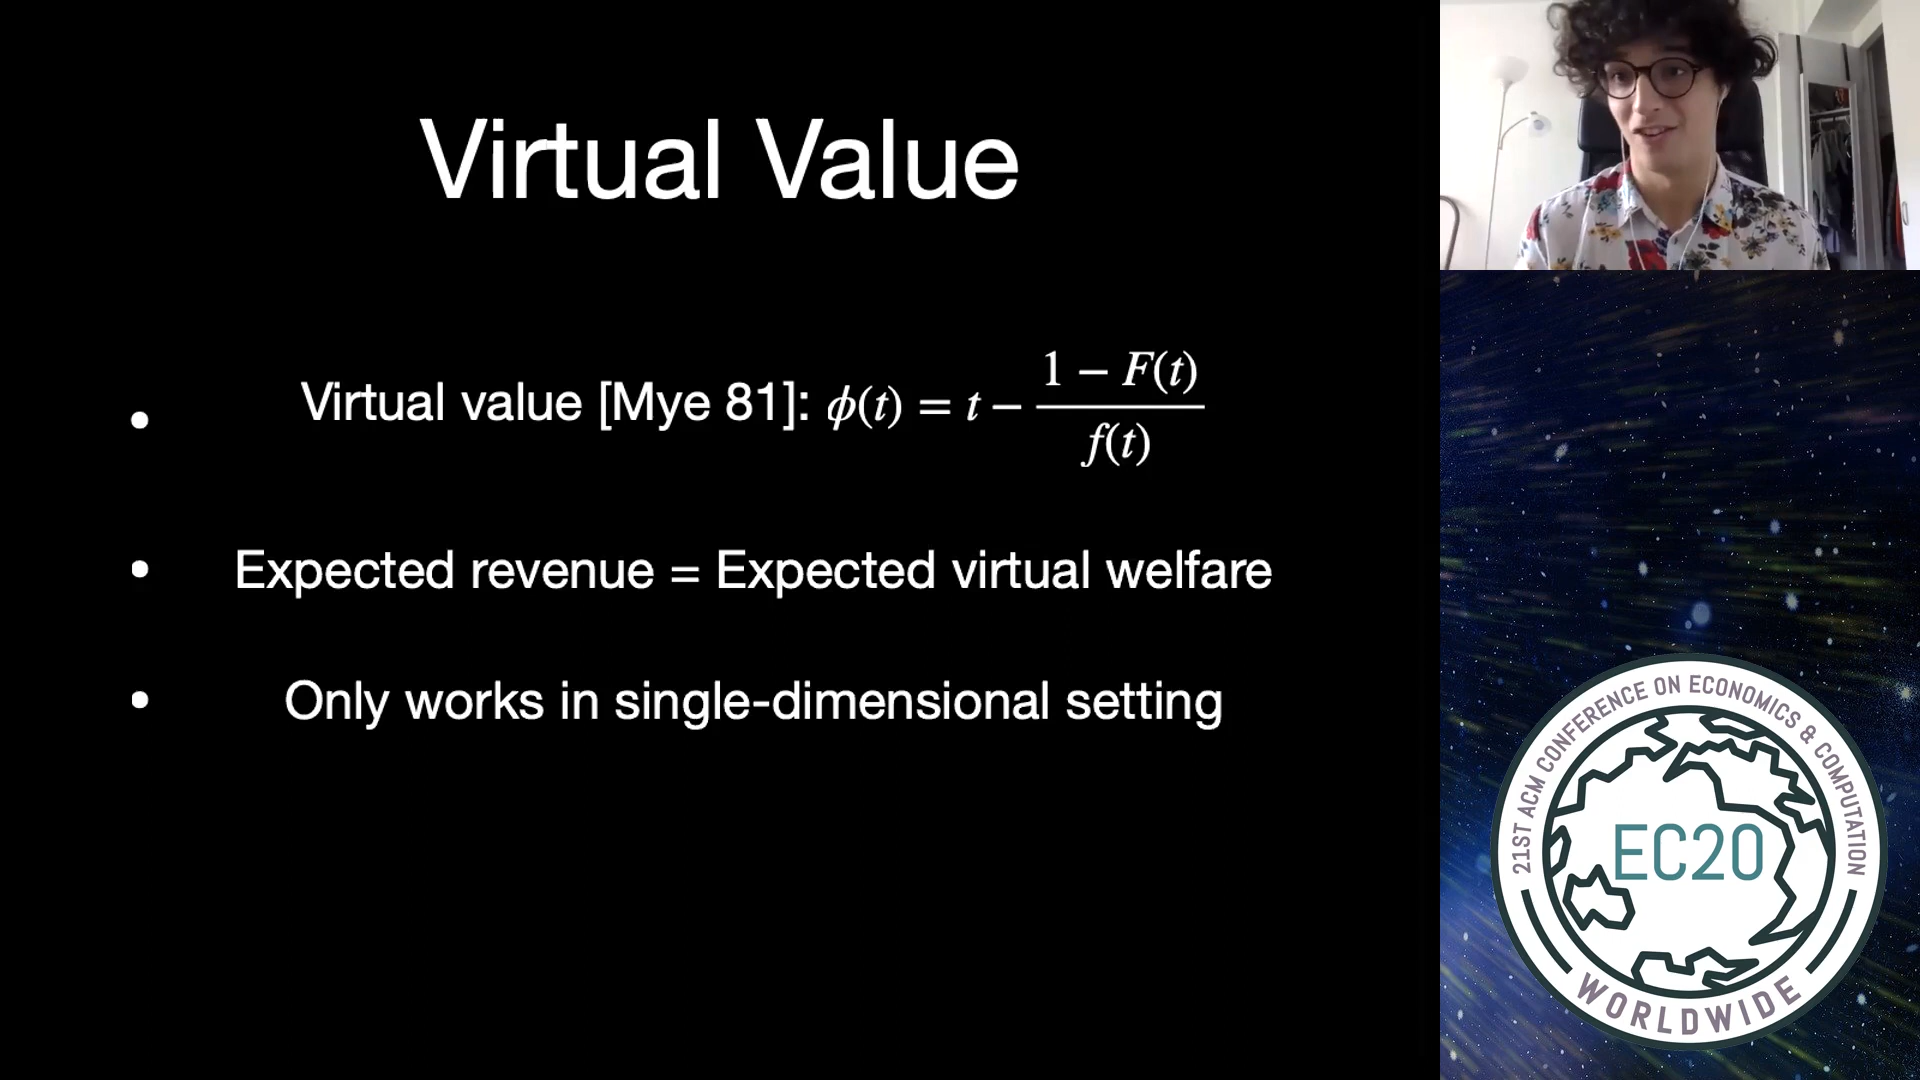 Virtual Value
• Virtual value [Mye 81]: ϕ(t) = t − \frac{1 − F(t)}{f(t)}
• Expected revenue = Expected virtual welfare
• Only works in single-dimensional setting
21ST ACM CONFERENCE ON ECONOMICS & COMPUTATION
EC20
WORLDWIDE